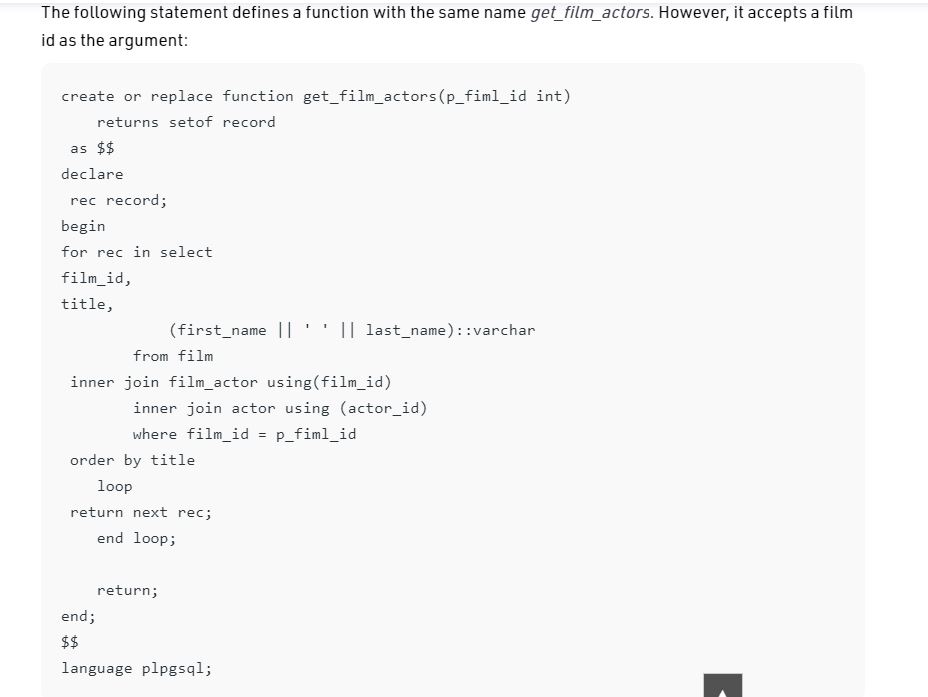 The following statement defines a function with the same name get_film_actors. However, it accepts a film
id as the argument:
create or replace function get_film_actors(p_fiml_id int)
returns setof record
as $$
declare
rec record;
begin
for rec in select
film_id,
title,
(first_name || ' ' || last_name)::varchar
from film
inner join film_actor using(film_id)
inner join actor using (actor_id)
where film_id = p_fiml_id
order by title
loop
return next rec;
end loop;
return;
end;
$$
language plpgsql;